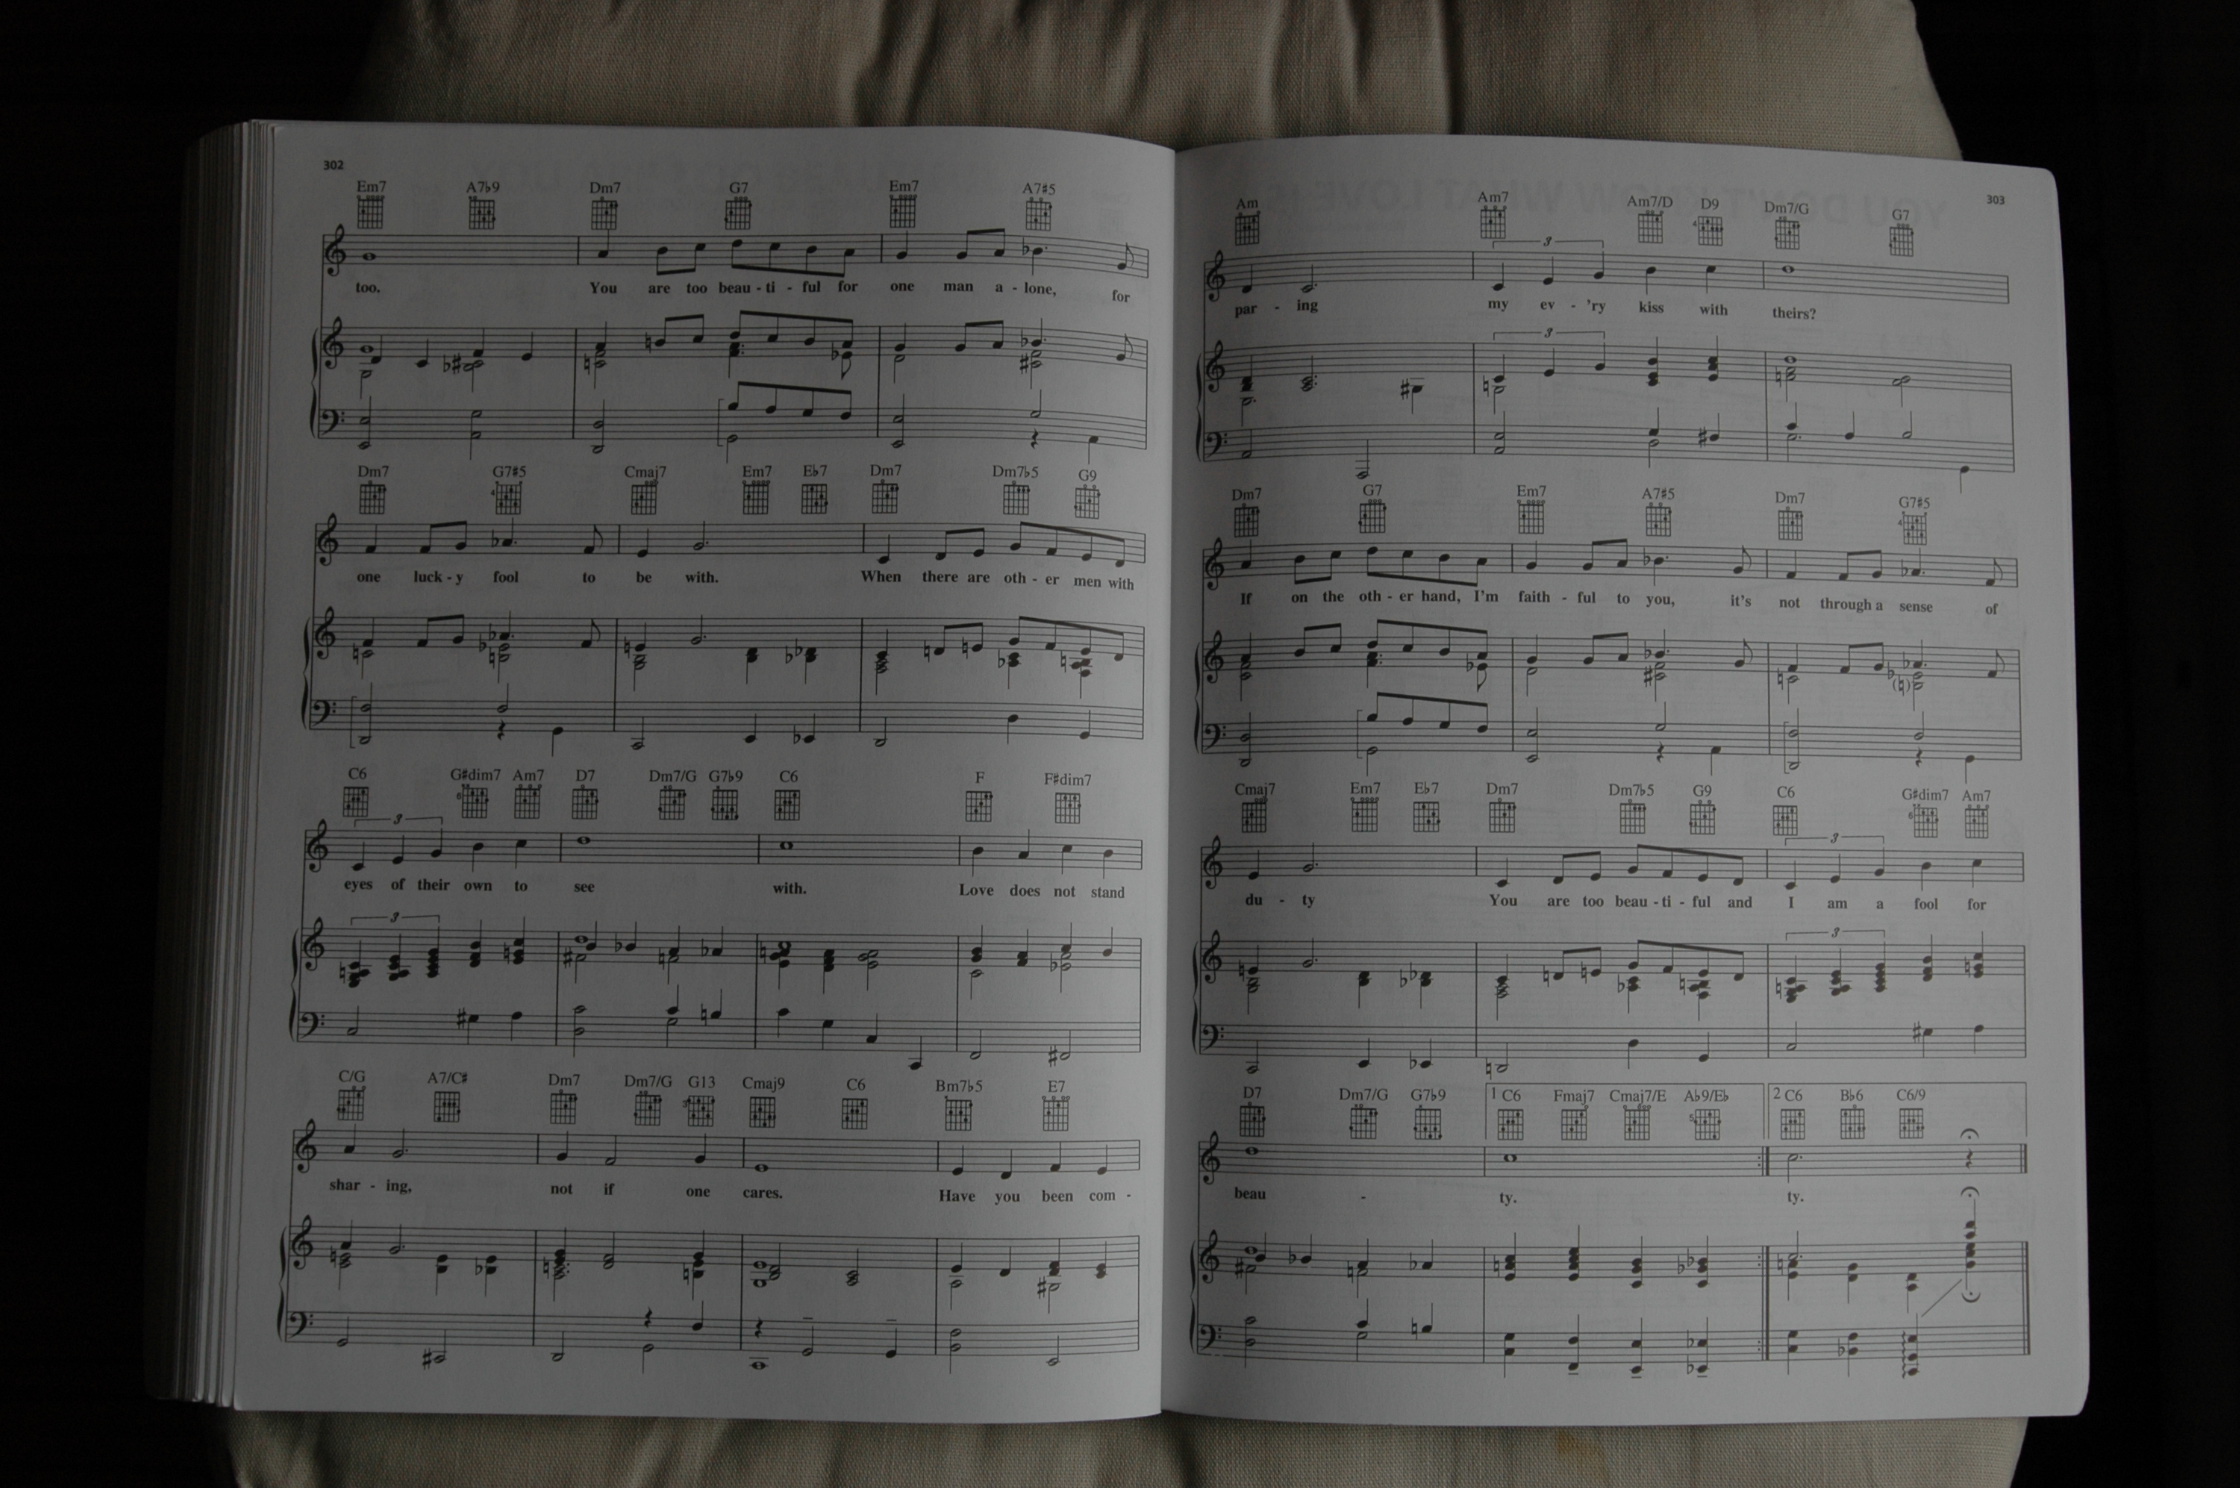 302
Em7 A7♭9 Dm7 G7 Em7 A7♯5
too. You are too beau - ti - ful for one man a - lone, for
Dm7 G7♯5 Cmaj7 Em7 E♭7 Dm7 Dm7♭5 G9
one luck - y fool to be with. When there are oth - er men with
C6 G♯dim7 Am7 D7 Dm7/G G7♭9 C6 F F♯dim7
3
eyes of their own to see with. Love does not stand
3
C/G A7/C♯ Dm7 Dm7/G G13 Cmaj9 C6 Bm7♭5 E7
shar - ing, not if one cares. Have you been com -
303
Am Am7 Am7/D D9 Dm7/G G7
3
par - ing my ev - 'ry kiss with theirs?
3
Dm7 G7 Em7 A7♯5 Dm7 G7♯5
If on the oth - er hand, I'm faith - ful to you, it's not through a sense of
Cmaj7 Em7 E♭7 Dm7 Dm7♭5 G9 C6 G♯dim7 Am7
3
du - ty You are too beau - ti - ful and I am a fool for
3
D7 Dm7/G G7♭9 1 C6 Fmaj7 Cmaj7/E A♭9/E♭ 2 C6 B♭6 C6/9
beau - ty. ty.